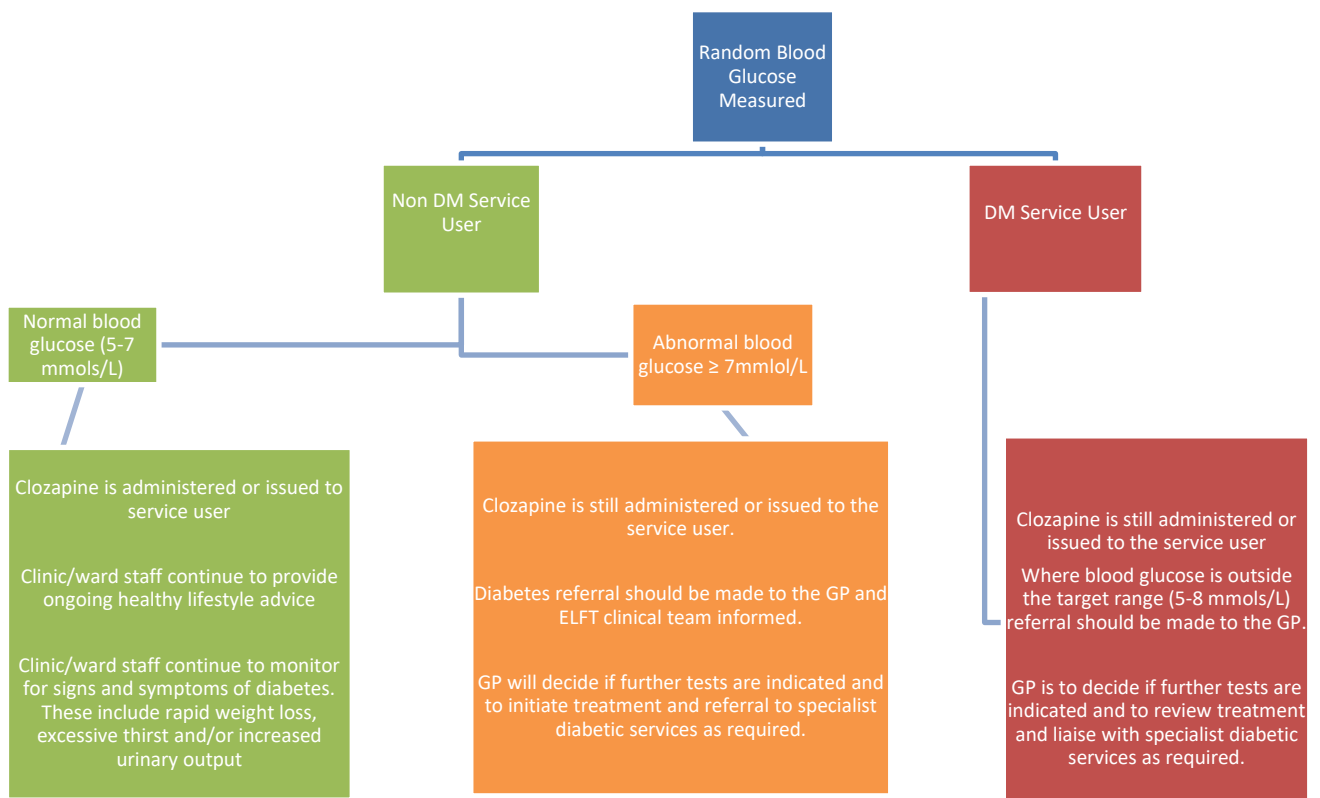 Random Blood
Glucose
Measured
Non DM Service
User
DM Service User
Normal blood
glucose (5-7
mmols/L)
Abnormal blood
glucose ≥ 7mmlol/L
Clozapine is administered or issued to
service user
Clinic/ward staff continue to provide
ongoing healthy lifestyle advice
Clinic/ward staff continue to monitor
for signs and symptoms of diabetes.
These include rapid weight loss,
excessive thirst and/or increased
urinary output
Clozapine is still administered or issued to the
service user.
Diabetes referral should be made to the GP and
ELFT clinical team informed.
GP will decide if further tests are indicated and
to initiate treatment and referral to specialist
diabetic services as required.
Clozapine is still administered or
issued to the service user
Where blood glucose is outside
the target range (5-8 mmols/L)
referral should be made to the GP.
GP is to decide if further tests are
indicated and to review treatment
and liaise with specialist diabetic
services as required.